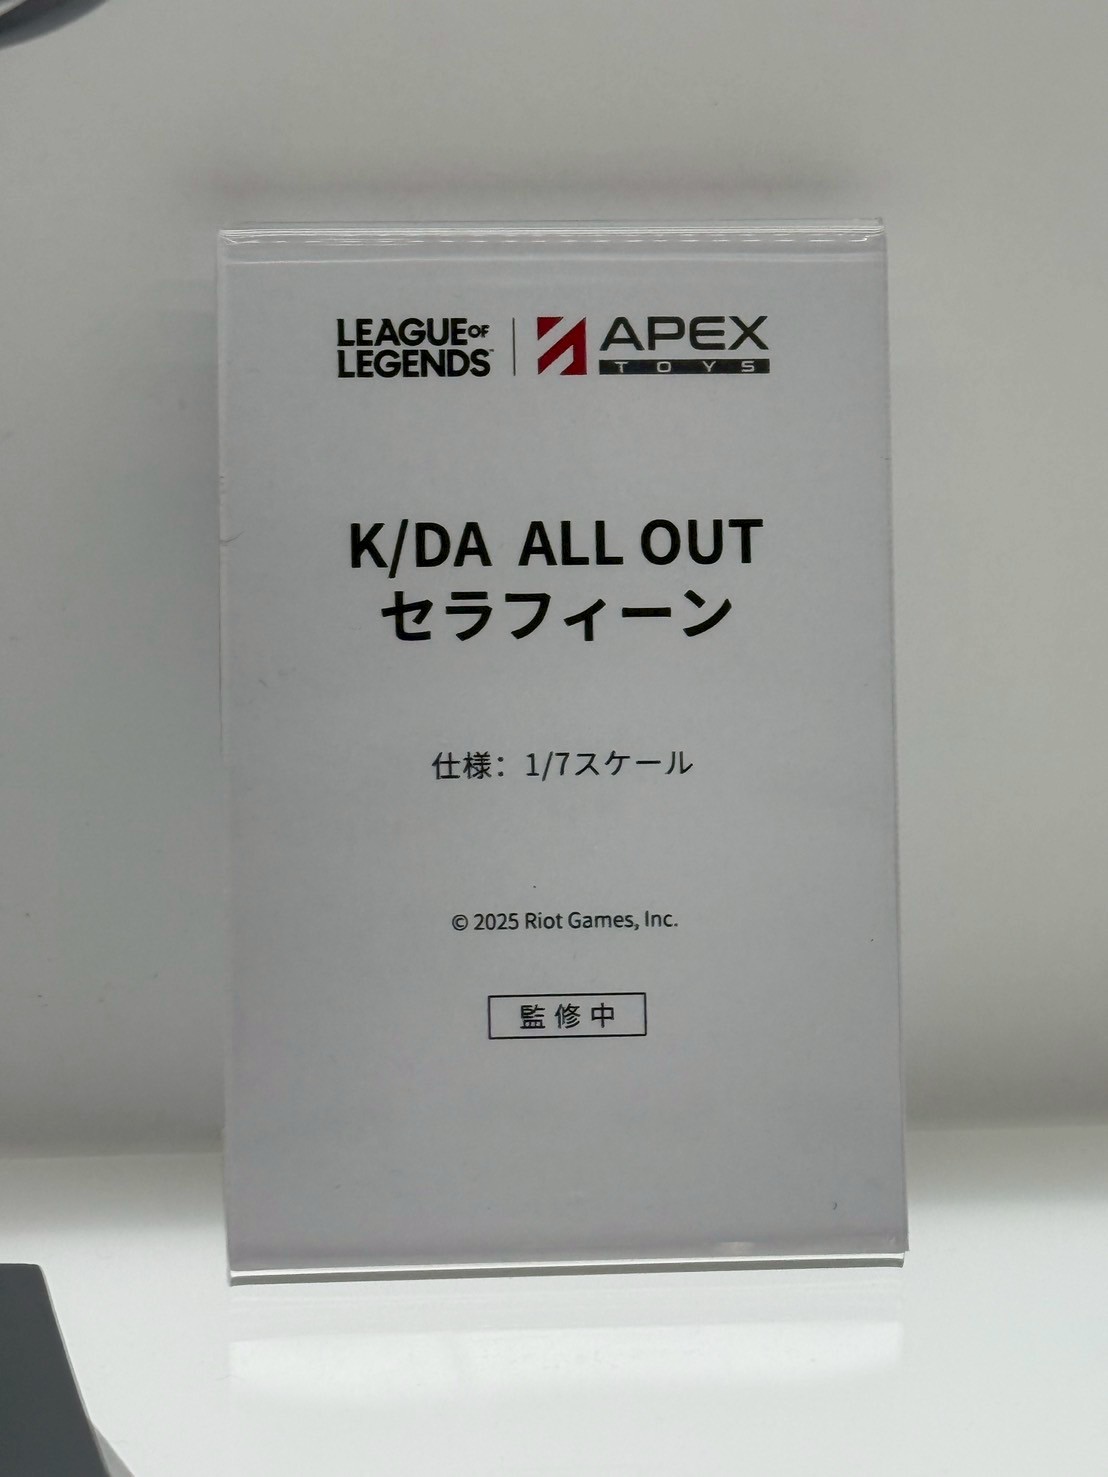 LEAGUE OF
LEGENDS™
APEX
TOYS
K/DA ALL OUT
セラフィーン
仕様：1/7スケール
© 2025 Riot Games, Inc.
監修中